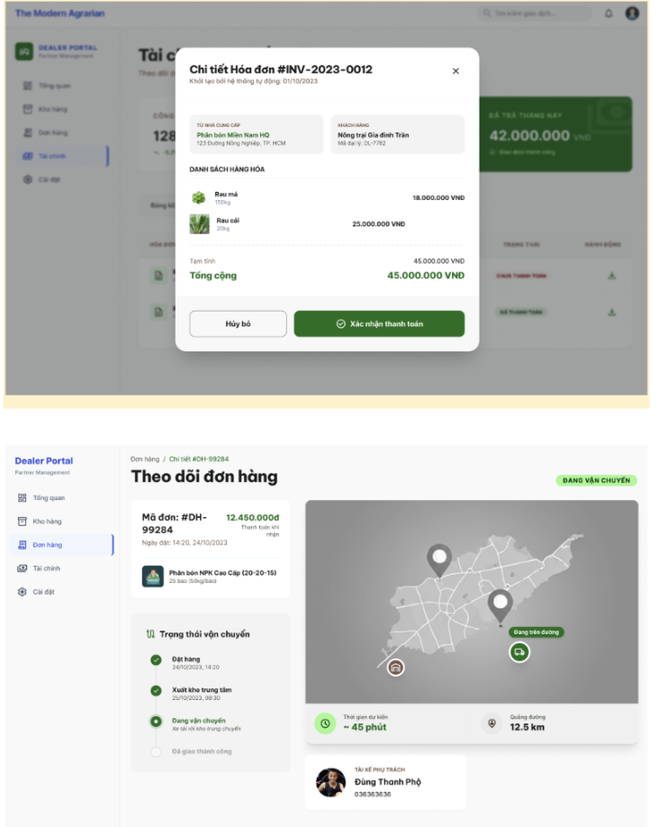 The Modern Agrarian
Tìm kiếm giao dịch...
DEALER PORTAL
Partner Management
Tổng quan
Kho hàng
Đơn hàng
Tài chính
Cài đặt
Tài c
Theo dõi
CÔNG
128
ĐÃ TRẢ THÁNG NÀY
42.000.000 VNĐ
Giao dịch thành công
Bảng kê
HÓA ĐƠN
TRẠNG THÁI
HÀNH ĐỘNG
CHƯA THANH TOÁN
ĐÃ THANH TOÁN
Chi tiết Hóa đơn #INV-2023-0012
Khởi tạo bởi hệ thống tự động: 01/10/2023
TỪ NHÀ CUNG CẤP
Phân bón Miền Nam HQ
123 Đường Nông Nghiệp, TP. HCM
KHÁCH HÀNG
Nông trại Gia đình Trần
Mã đại lý: DL-7782
DANH SÁCH HÀNG HÓA
Rau má
150kg
18.000.000 VNĐ
Rau cải
20kg
25.000.000 VNĐ
Tạm tính
45.000.000 VNĐ
Tổng cộng
45.000.000 VNĐ
Hủy bỏ
Xác nhận thanh toán
Dealer Portal
Partner Management
Tổng quan
Kho hàng
Đơn hàng
Tài chính
Cài đặt
Đơn hàng / Chi tiết #DH-99284
Theo dõi đơn hàng
ĐANG VẬN CHUYỂN
Mã đơn: #DH-
99284
12.450.000đ
Thanh toán khi
nhận
Ngày đặt: 14:20, 24/10/2023
Phân bón NPK Cao Cấp (20-20-15)
25 bao (50kg/bao)
Trạng thái vận chuyển
Đặt hàng
24/10/2023, 14:20
Xuất kho trung tâm
25/10/2023, 08:30
Đang vận chuyển
Xe tải rời kho trung chuyển
Đã giao thành công
Đang trên đường
Thời gian dự kiến
~ 45 phút
Quãng đường
12.5 km
TÀI XẾ PHỤ TRÁCH
Đùng Thanh Phộ
036363636